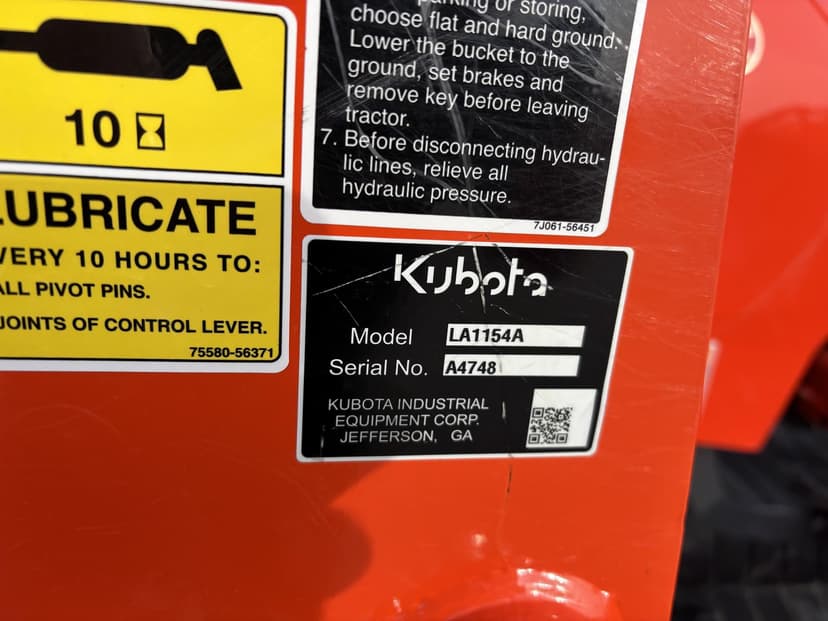 10
LUBRICATE
VERY 10 HOURS TO:
ALL PIVOT PINS.
JOINTS OF CONTROL LEVER.
75580-56371
or storing,
choose flat and hard ground.
Lower the bucket to the
ground, set brakes and
remove key before leaving
tractor.
7. Before disconnecting hydrau-
lic lines, relieve all
hydraulic pressure.
7J061-56451
Kubota
Model LA1154A
Serial No. A4748
KUBOTA INDUSTRIAL
EQUIPMENT CORP.
JEFFERSON, GA